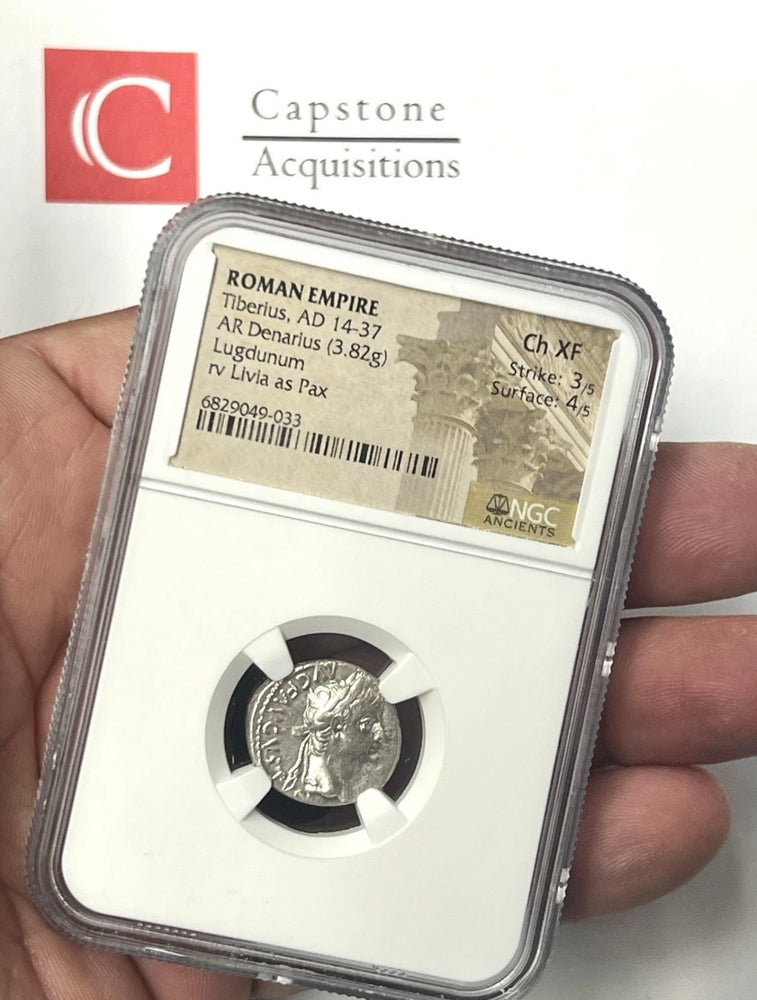 C
Capstone
Acquisitions
ROMAN EMPIRE
Tiberius, AD 14-37
AR Denarius (3.82g)
Lugdunum
rv Livia as Pax
6829049-033
Ch XF
Strike: 3/5
Surface: 4/5
NGC
ANCIENTS